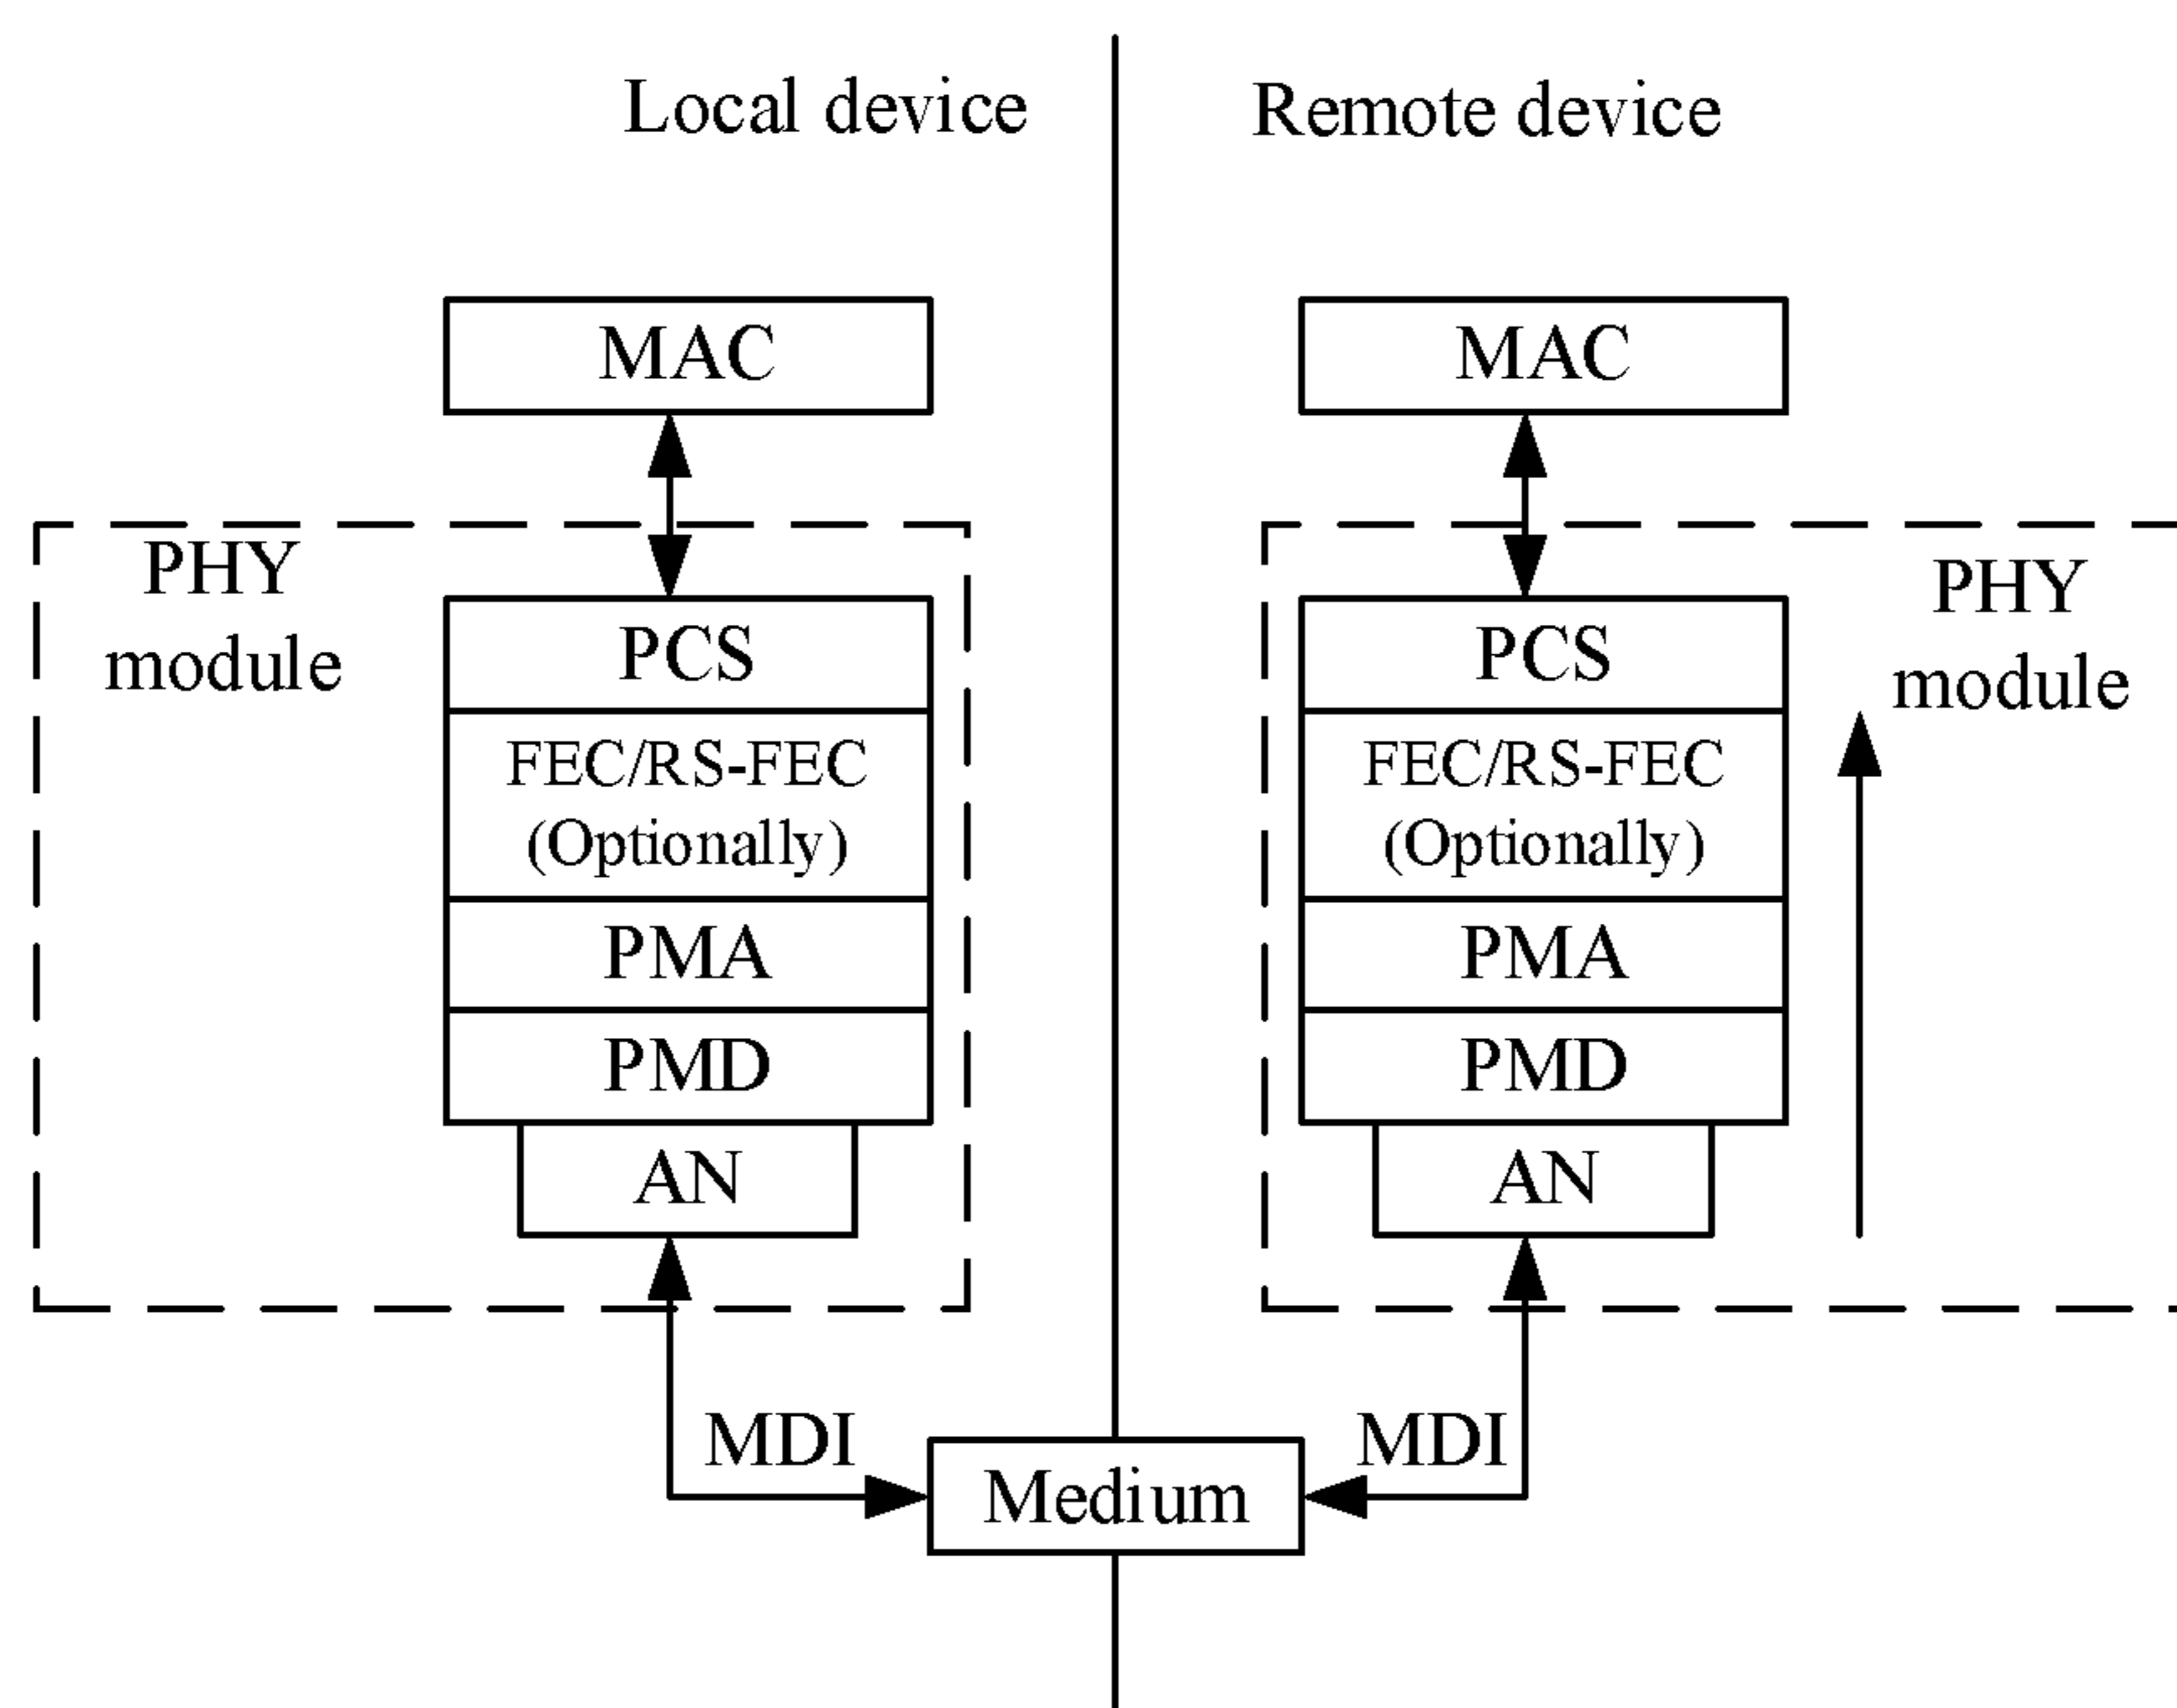 Local device
Remote device
MAC
MAC
PHY
module
PCS
FEC/RS-FEC
(Optionally)
PMA
PMD
AN
PCS
FEC/RS-FEC
(Optionally)
PMA
PMD
AN
PHY
module
MDI
Medium
MDI